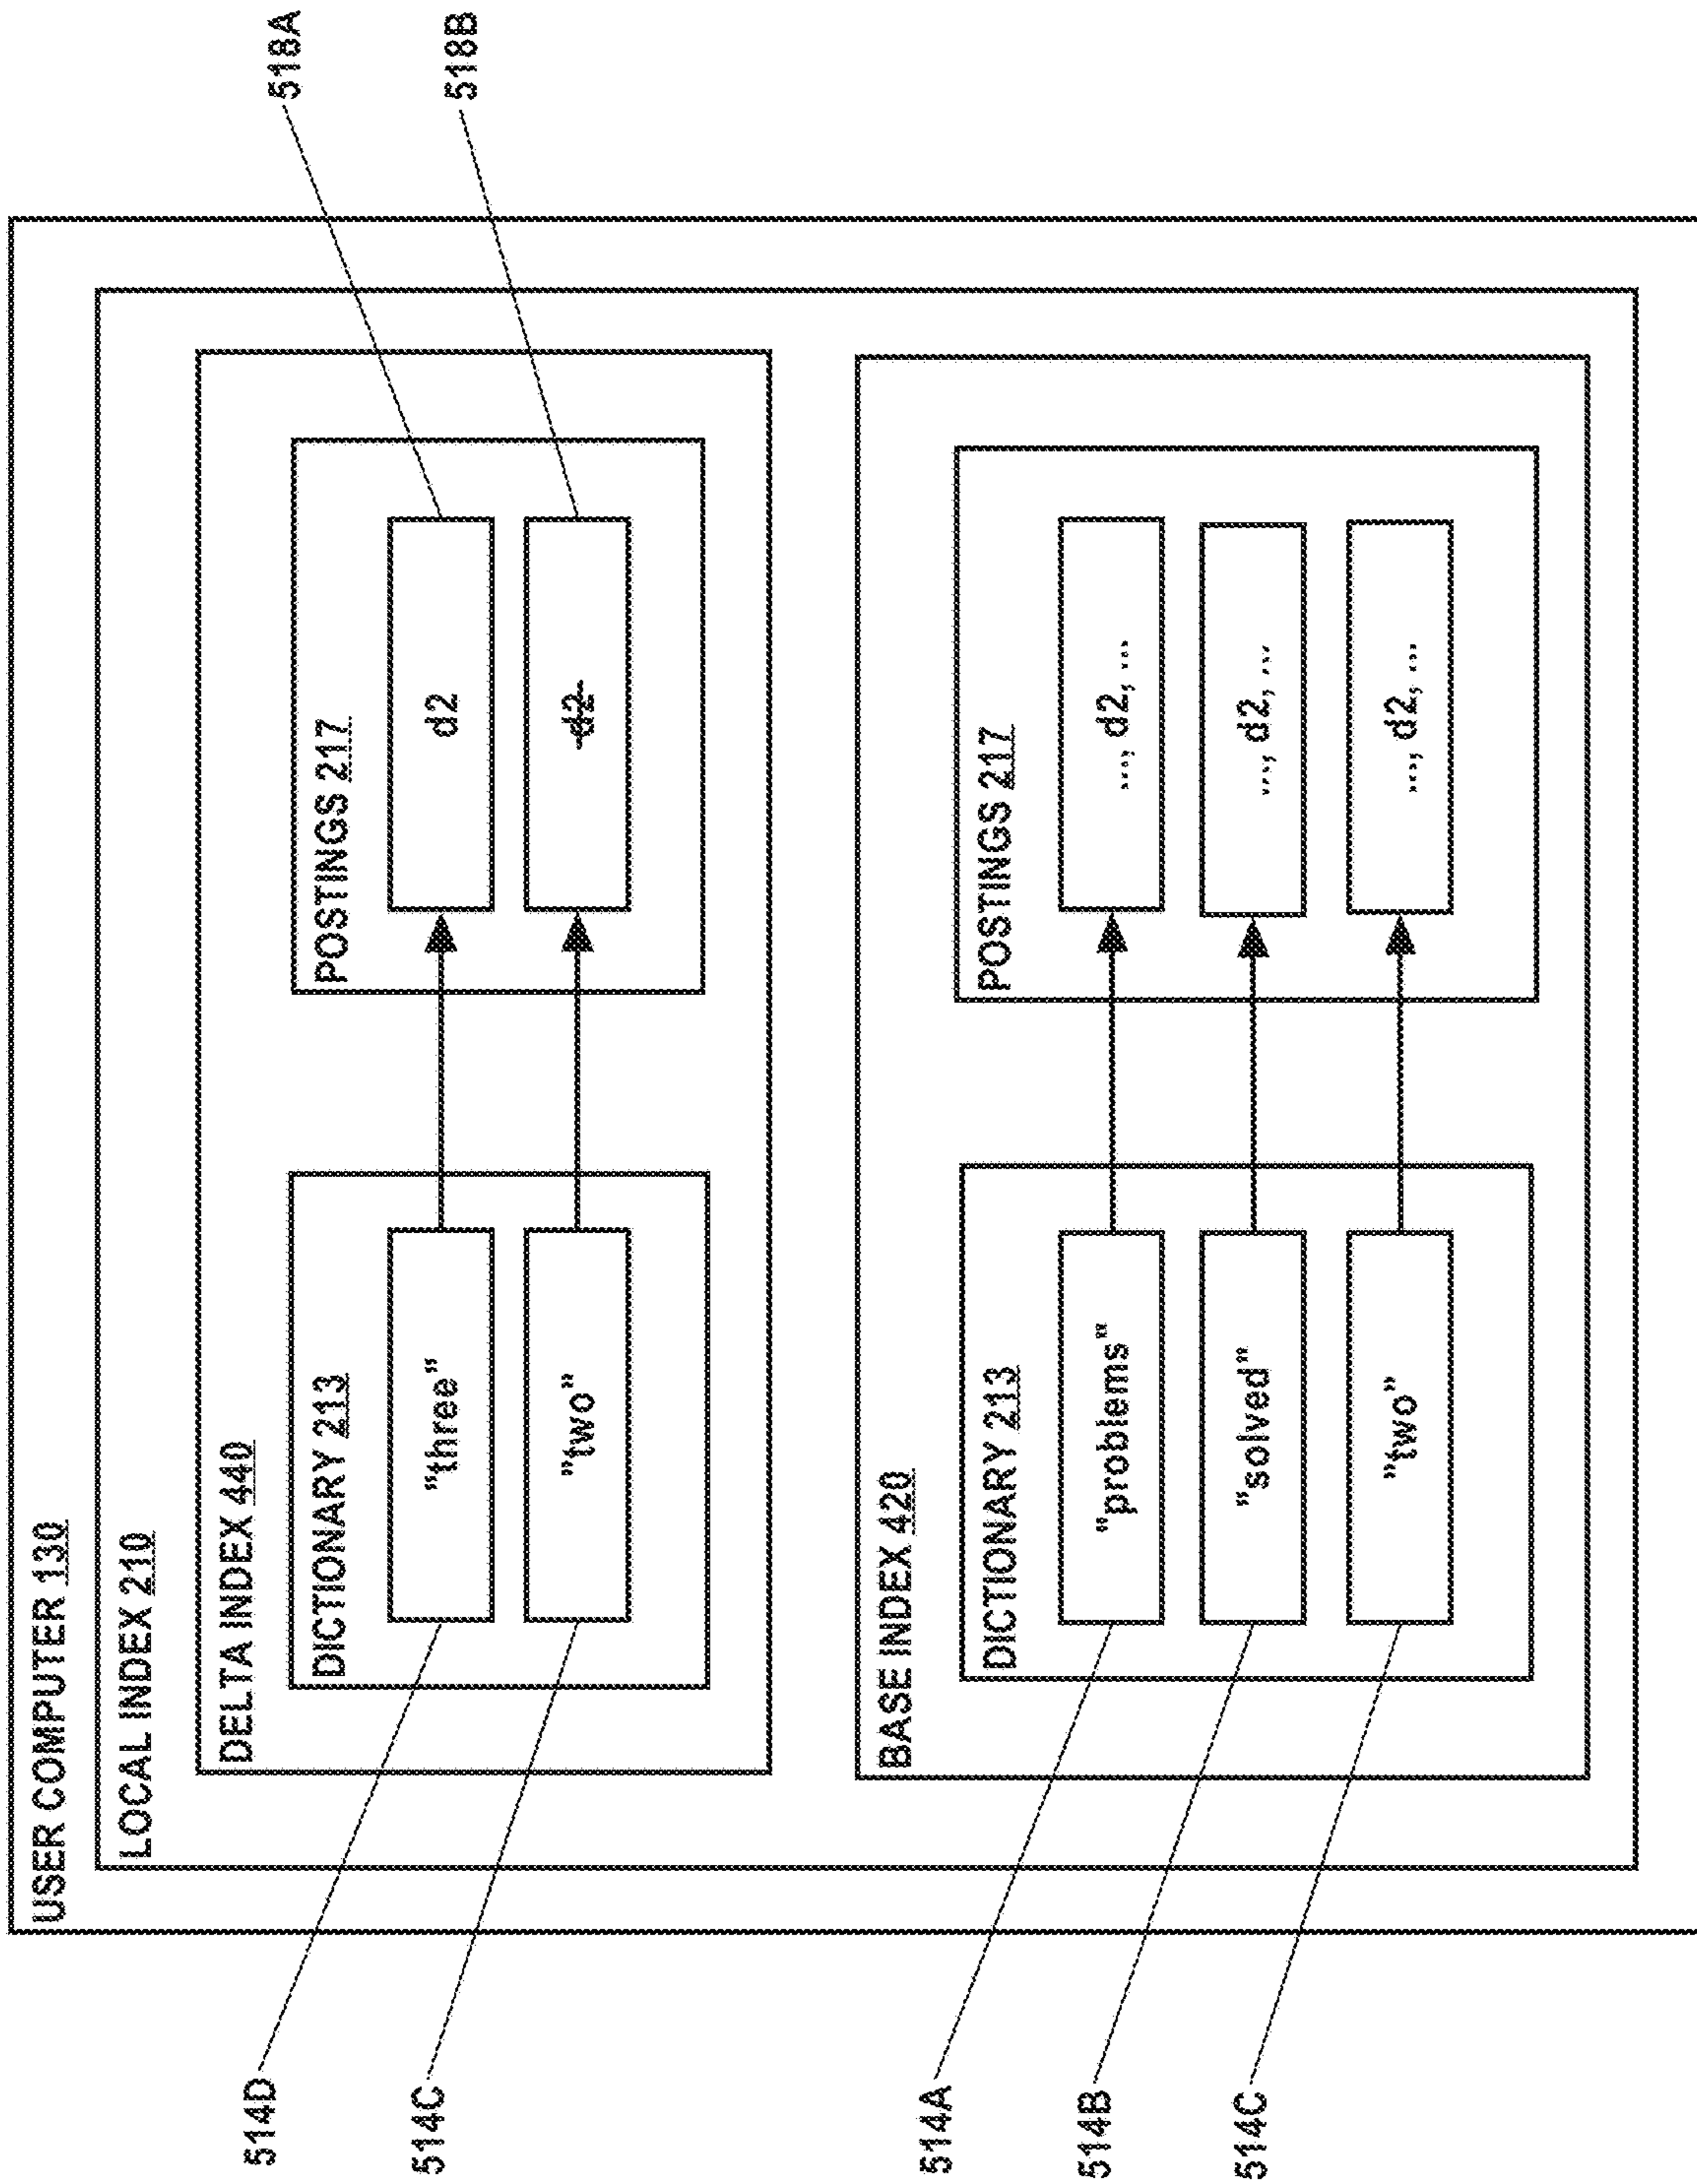 USER COMPUTER 130
LOCAL INDEX 210
DELTA INDEX 440
DICTIONARY 213
POSTINGS 217
514D
"three"
d2
518A
514C
"two"
d2
518B
BASE INDEX 420
DICTIONARY 213
POSTINGS 217
514A
"problems"
..., d2, ...
514B
"solved"
..., d2, ...
514C
"two"
..., d2, ...